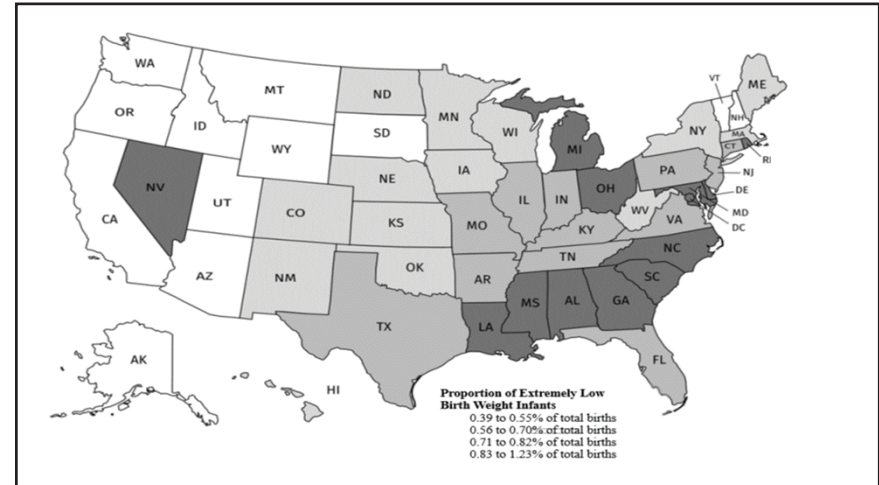 WA
MT
ND
MN
VT
ME
OR
ID
SD
WI
NY
NH
MA
CT
RI
WY
MI
NV
NE
IA
PA
NJ
UT
CO
IL
IN
OH
DE
CA
KS
MO
WV
VA
MD
DC
KY
NC
AZ
NM
OK
TN
AR
SC
MS
AL
GA
TX
LA
AK
FL
HI
Proportion of Extremely Low
Birth Weight Infants
0.39 to 0.55% of total births
0.56 to 0.70% of total births
0.71 to 0.82% of total births
0.83 to 1.23% of total births